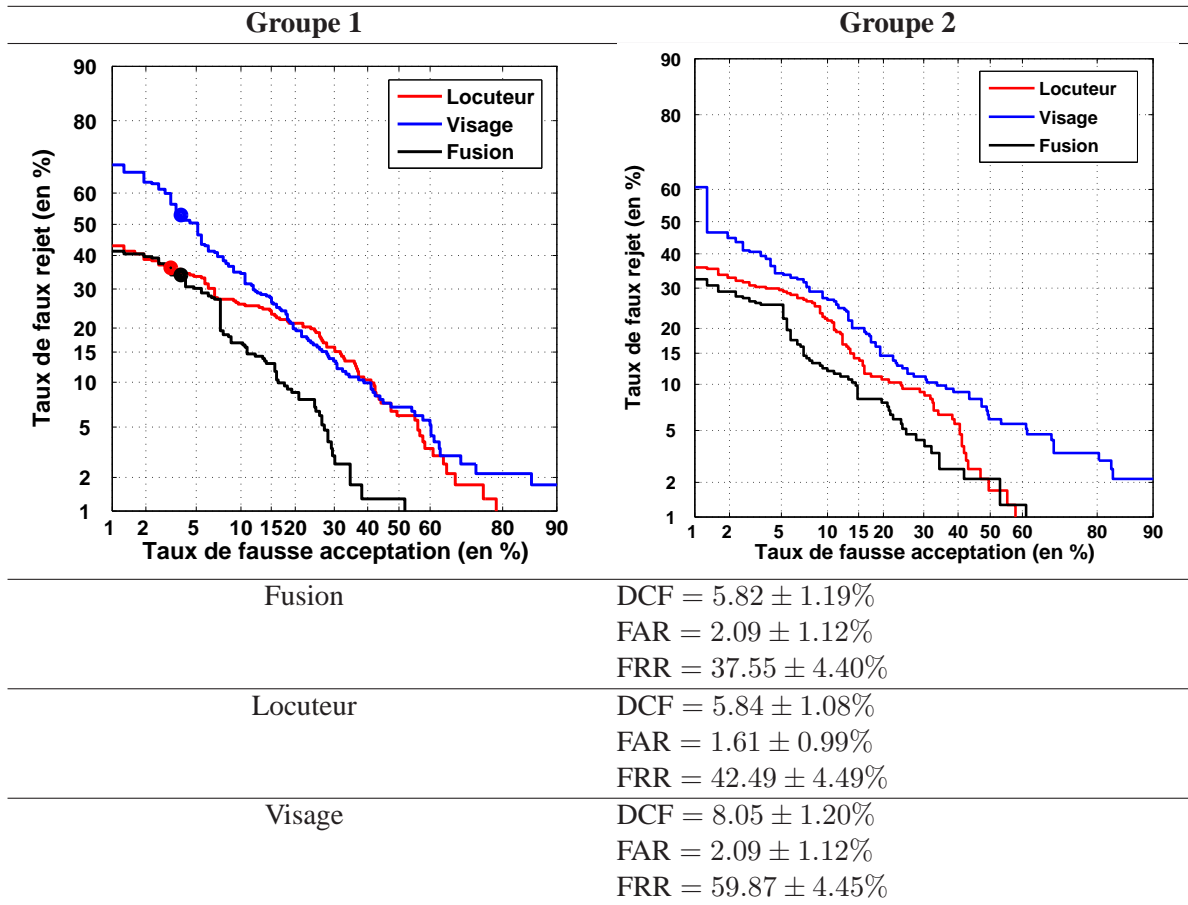 Groupe 1
Groupe 2
90
80
60
50
40
30
20
15
10
5
2
1
1 2 5 10 15 20 30 40 50 60 80 90
Taux de faux rejet (en %)
Taux de fausse acceptation (en %)
Locuteur
Visage
Fusion
90
80
60
50
40
30
20
15
10
5
2
1
1 2 5 10 15 20 30 40 50 60 80 90
Taux de faux rejet (en %)
Taux de fausse acceptation (en %)
Locuteur
Visage
Fusion
Fusion
DCF = 5.82 ± 1.19%
FAR = 2.09 ± 1.12%
FRR = 37.55 ± 4.40%
Locuteur
DCF = 5.84 ± 1.08%
FAR = 1.61 ± 0.99%
FRR = 42.49 ± 4.49%
Visage
DCF = 8.05 ± 1.20%
FAR = 2.09 ± 1.12%
FRR = 59.87 ± 4.45%